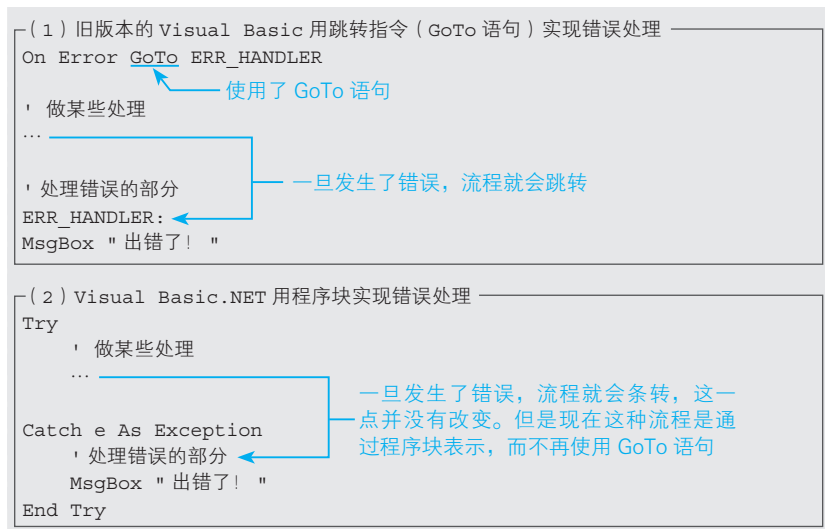 (1)旧版本的 Visual Basic 用跳转指令(GoTo 语句)实现错误处理
On Error GoTo ERR_HANDLER
使用了 GoTo 语句
' 做某些处理
…
一旦发生了错误，流程就会跳转
' 处理错误的部分
ERR_HANDLER:
MsgBox "出错了! "
(2)Visual Basic.NET 用程序块实现错误处理
Try
' 做某些处理
…
一旦发生了错误，流程就会条转，这一
点并没有改变。但是现在这种流程是通
过程序块表示，而不再使用 GoTo 语句
Catch e As Exception
' 处理错误的部分
MsgBox "出错了! "
End Try